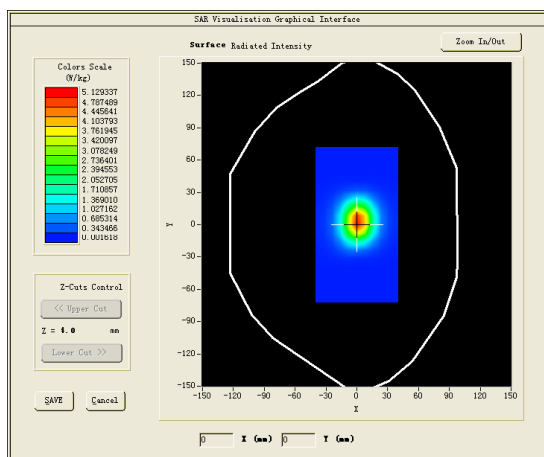 SAR Visualisation Graphical Interface
Surface Radiated Intensity
Zoom In/Out
Colors Scale
(W/kg)
5.129337
4.787489
4.445641
4.103793
3.761945
3.420097
3.078249
2.736401
2.394553
2.052705
1.710857
1.369010
1.027162
0.685314
0.343466
0.001618
Z-Cuts Control
<< Upper Cut
Z = 4.0 mm
Lower Cut >>
SAVE
Cancel
150
120
90
60
30
0
-30
-60
-90
-120
-150
Y
-150 -120 -90 -60 -30 0 30 60 90 120 150
X
0 X (mm) 0 Y (mm)